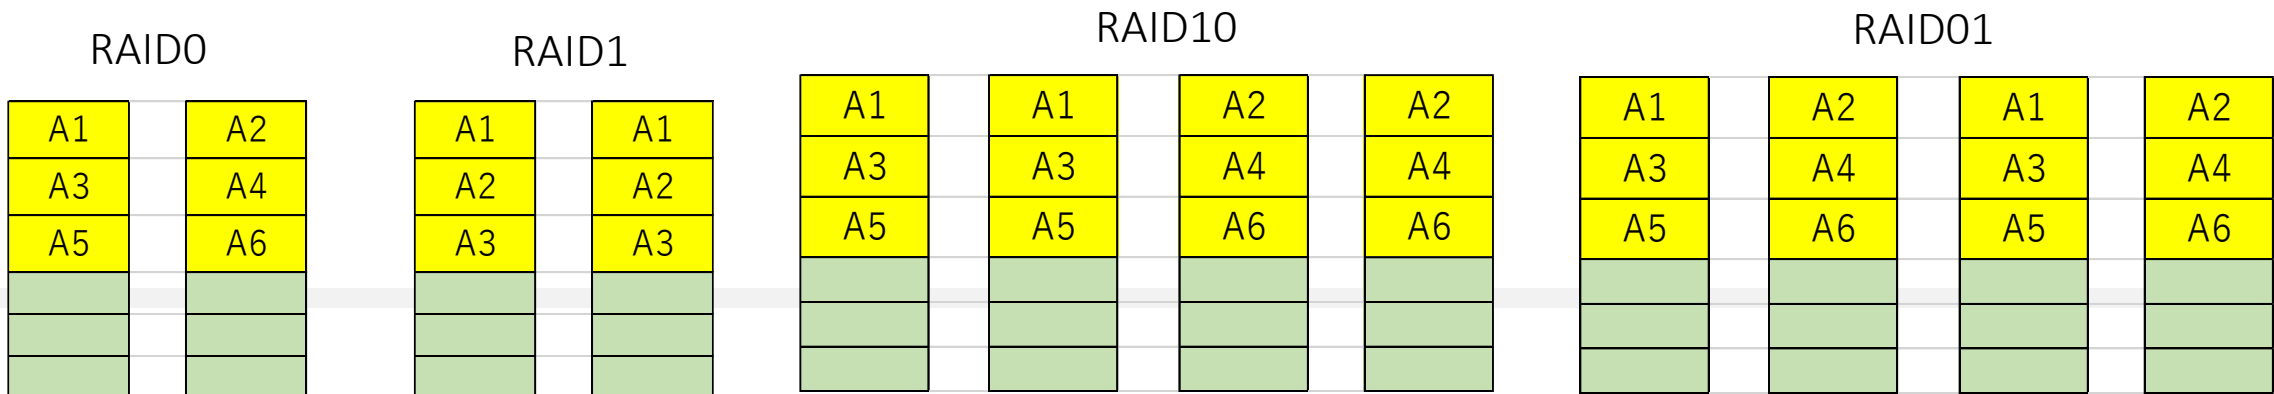 RAID0
A1 A2
A3 A4
A5 A6
RAID1
A1 A1
A2 A2
A3 A3
RAID10
A1 A1 A2 A2
A3 A3 A4 A4
A5 A5 A6 A6
RAID01
A1 A2 A1 A2
A3 A4 A3 A4
A5 A6 A5 A6